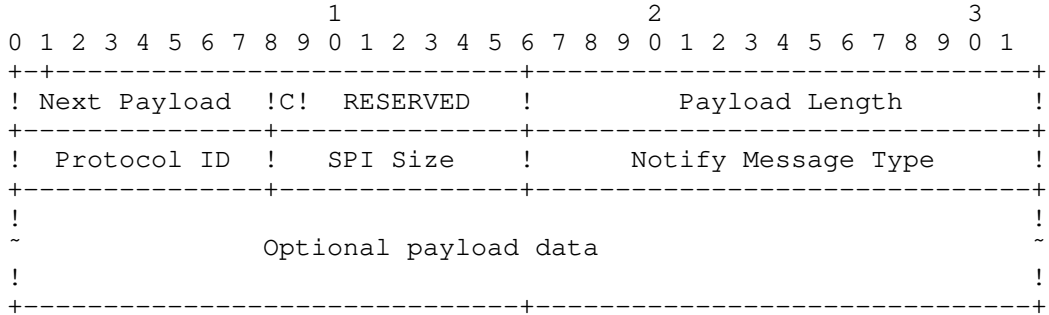 1                   2                   3
0 1 2 3 4 5 6 7 8 9 0 1 2 3 4 5 6 7 8 9 0 1 2 3 4 5 6 7 8 9 0 1
+-+-----------------------------+-------------------------------+
! Next Payload  !C!  RESERVED   !         Payload Length        !
+---------------+---------------+-------------------------------+
!  Protocol ID  !   SPI Size    !      Notify Message Type      !
+---------------+---------------+-------------------------------+
!                                                               !
~               Optional payload data                           ~
!                                                               !
+-------------------------------+-------------------------------+